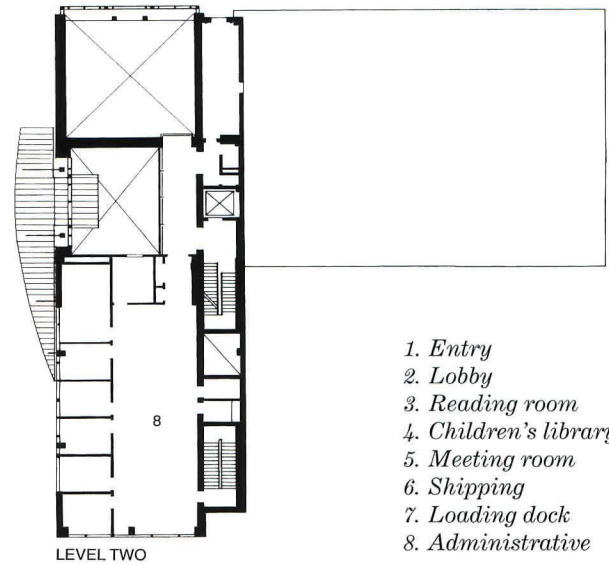 8
LEVEL TWO
1. Entry
2. Lobby
3. Reading room
4. Children's library
5. Meeting room
6. Shipping
7. Loading dock
8. Administrative